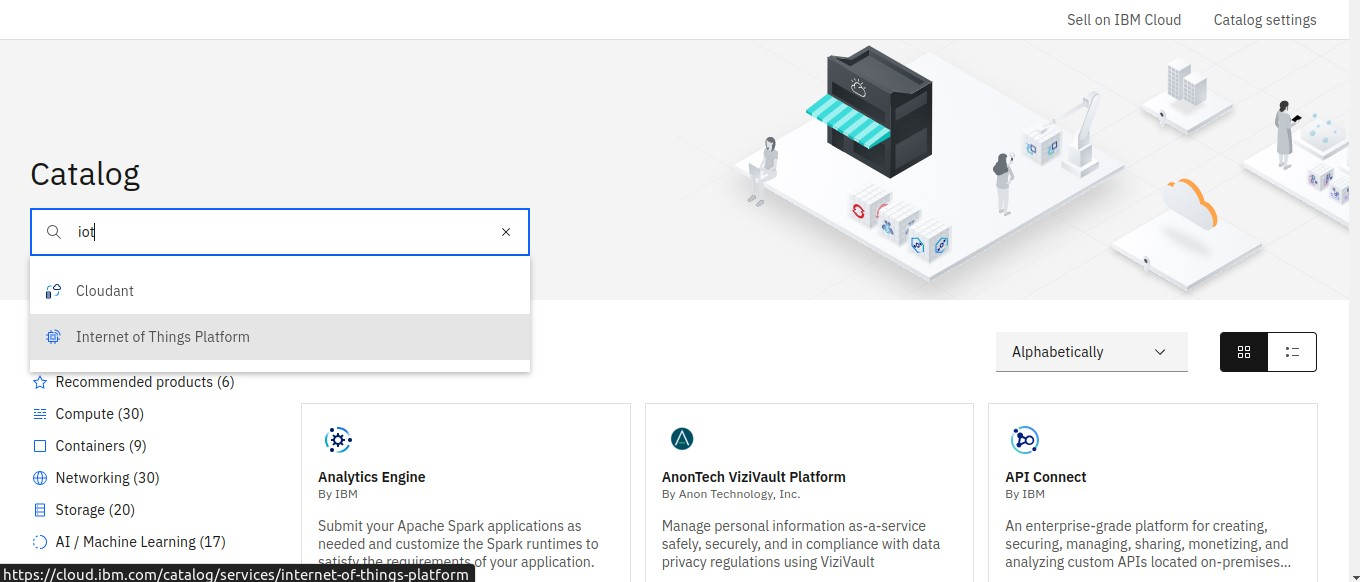 Sell on IBM Cloud Catalog settings
Catalog
iot
Cloudant
Internet of Things Platform
Alphabetically
Recommended products (6)
Compute (30)
Containers (9)
Networking (30)
Storage (20)
AI / Machine Learning (17)
Analytics Engine
By IBM
Submit your Apache Spark applications as
needed and customize the Spark runtimes to
satisfy the requirements of your application.
AnonTech ViziVault Platform
By Anon Technology, Inc.
Manage personal information as-a-service
safely, securely, and in compliance with data
privacy regulations using ViziVault
API Connect
By IBM
An enterprise-grade platform for creating,
securing, managing, sharing, monetizing, and
analyzing custom APIs located on-premises...
https://cloud.ibm.com/catalog/services/internet-of-things-platform